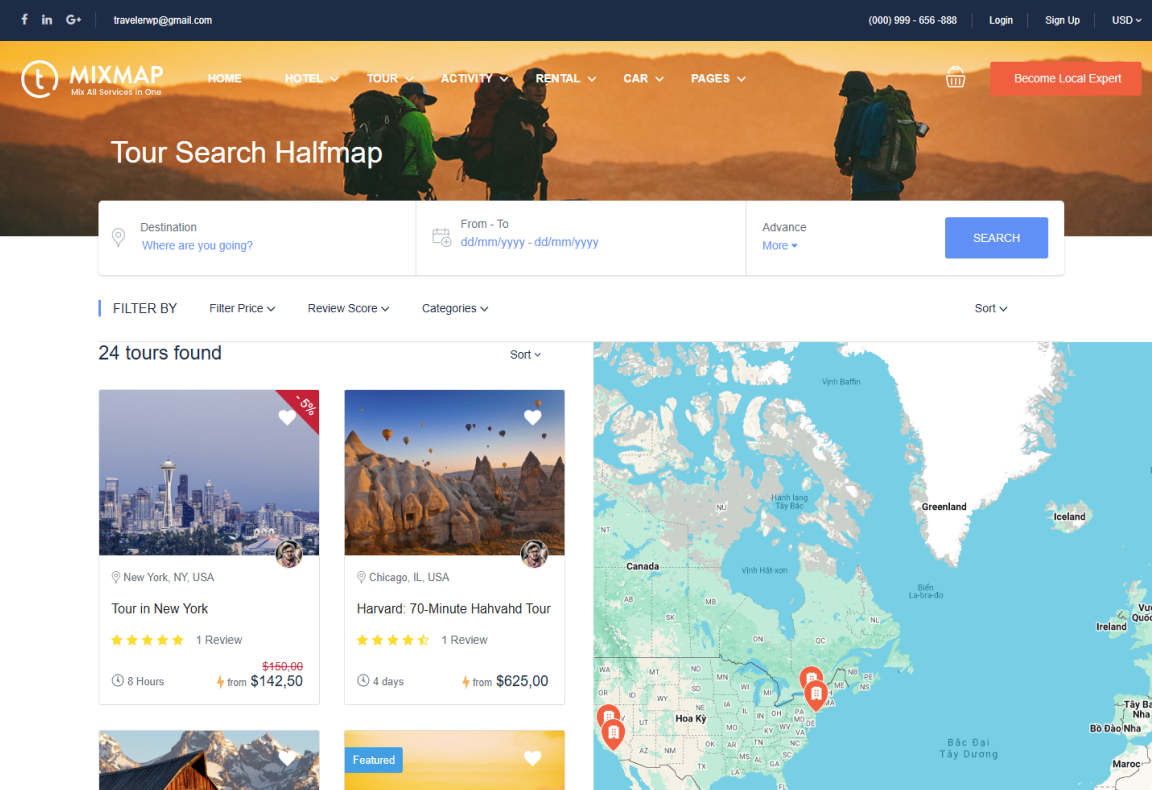 travelerwp@gmail.com
(000) 999 - 656 -888
Login
Sign Up
USD
MIXMAP
Mix All Services in One
HOME
HOTEL
TOUR
ACTIVITY
RENTAL
CAR
PAGES
Become Local Expert
Tour Search Halfmap
Destination
Where are you going?
From - To
dd/mm/yyyy - dd/mm/yyyy
Advance
More
SEARCH
FILTER BY
Filter Price
Review Score
Categories
Sort
24 tours found
Sort
- 5%
New York, NY, USA
Tour in New York
1 Review
$150,00
8 Hours
from $142,50
Chicago, IL, USA
Harvard: 70-Minute Hahvahd Tour
1 Review
4 days
from $625,00
Featured
Vịnh Baffin
Greenland
Iceland
Hành lang
Tây Bắc
NU
NT
Canada
Vịnh Hát-xơn
Biển
La-bra-đo
AB
MB
SK
ON
QC
NL
Ireland
Vươ
Quốc
WA
MT
ND
MN
NB
PE
NS
OR
ID
SD
WI
MI
ME
WY
NE
IA
IL
IN
OH
PA
MD
DE
MA
UT
Hoa Kỳ
MO
KY
WV
VA
AZ
NM
OK
AR
TN
NC
SC
MS
AL
GA
TX
LA
Bắc Đại
Tây Dương
Tây Ba
Nha
Bồ Đào Nha
Maroc